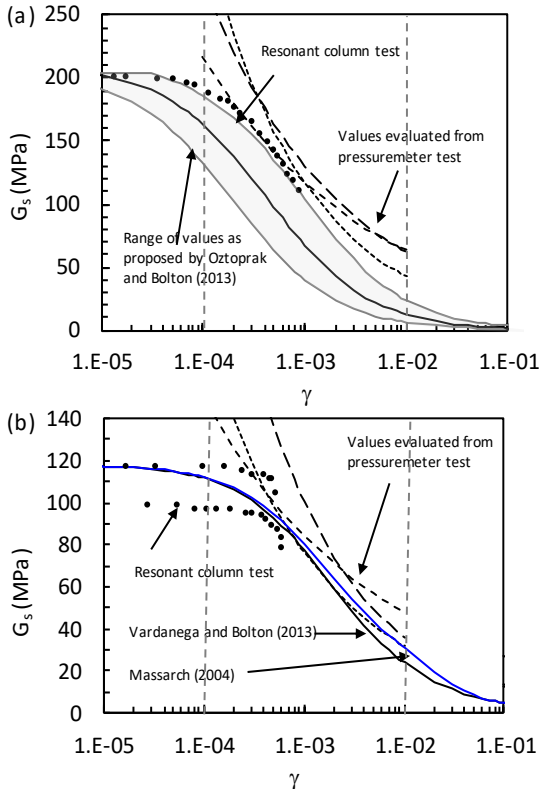 (a)
250
200
150
100
50
0
Gs (MPa)
Resonant column test
Values evaluated from
pressuremeter test
Range of values as
proposed by Oztoprak
and Bolton (2013)
1.E-05 1.E-04 1.E-03 1.E-02 1.E-01
γ
(b)
140
120
100
80
60
40
20
0
Gs (MPa)
Values evaluated from
pressuremeter test
Resonant column test
Vardanega and Bolton (2013)
Massarch (2004)
1.E-05 1.E-04 1.E-03 1.E-02 1.E-01
γ